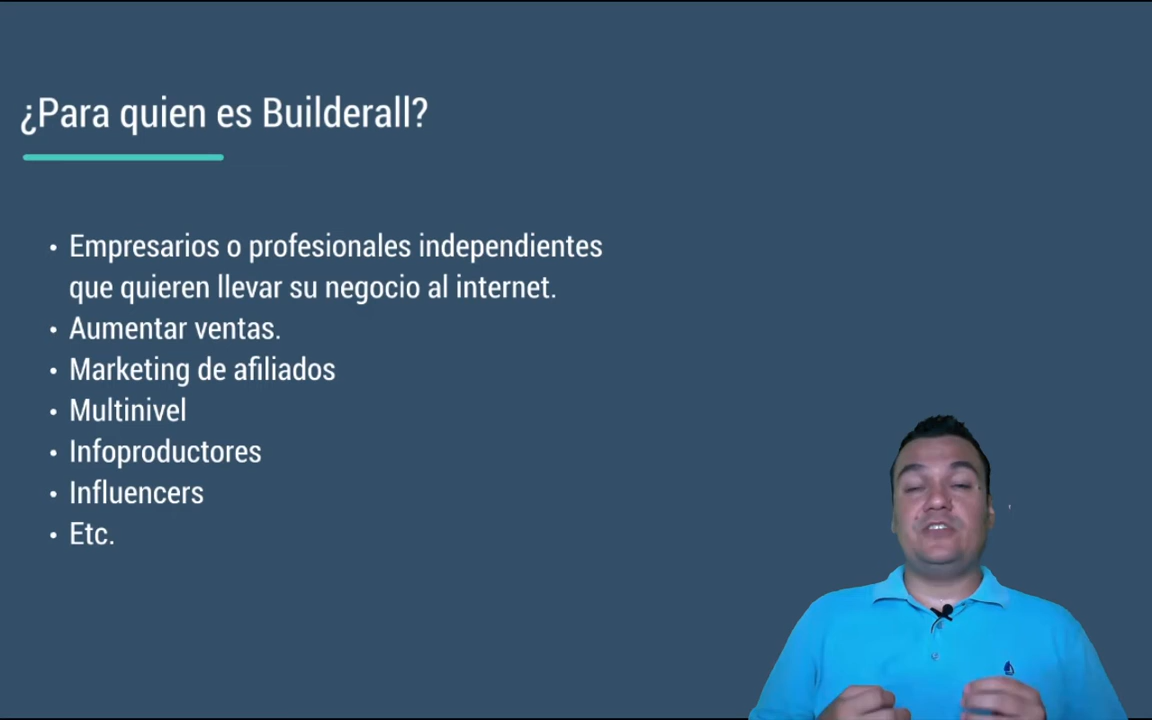 ¿Para quien es Builderall?
• Empresarios o profesionales independientes
que quieren llevar su negocio al internet.
• Aumentar ventas.
• Marketing de afiliados
• Multinivel
• Infoproductores
• Influencers
• Etc.